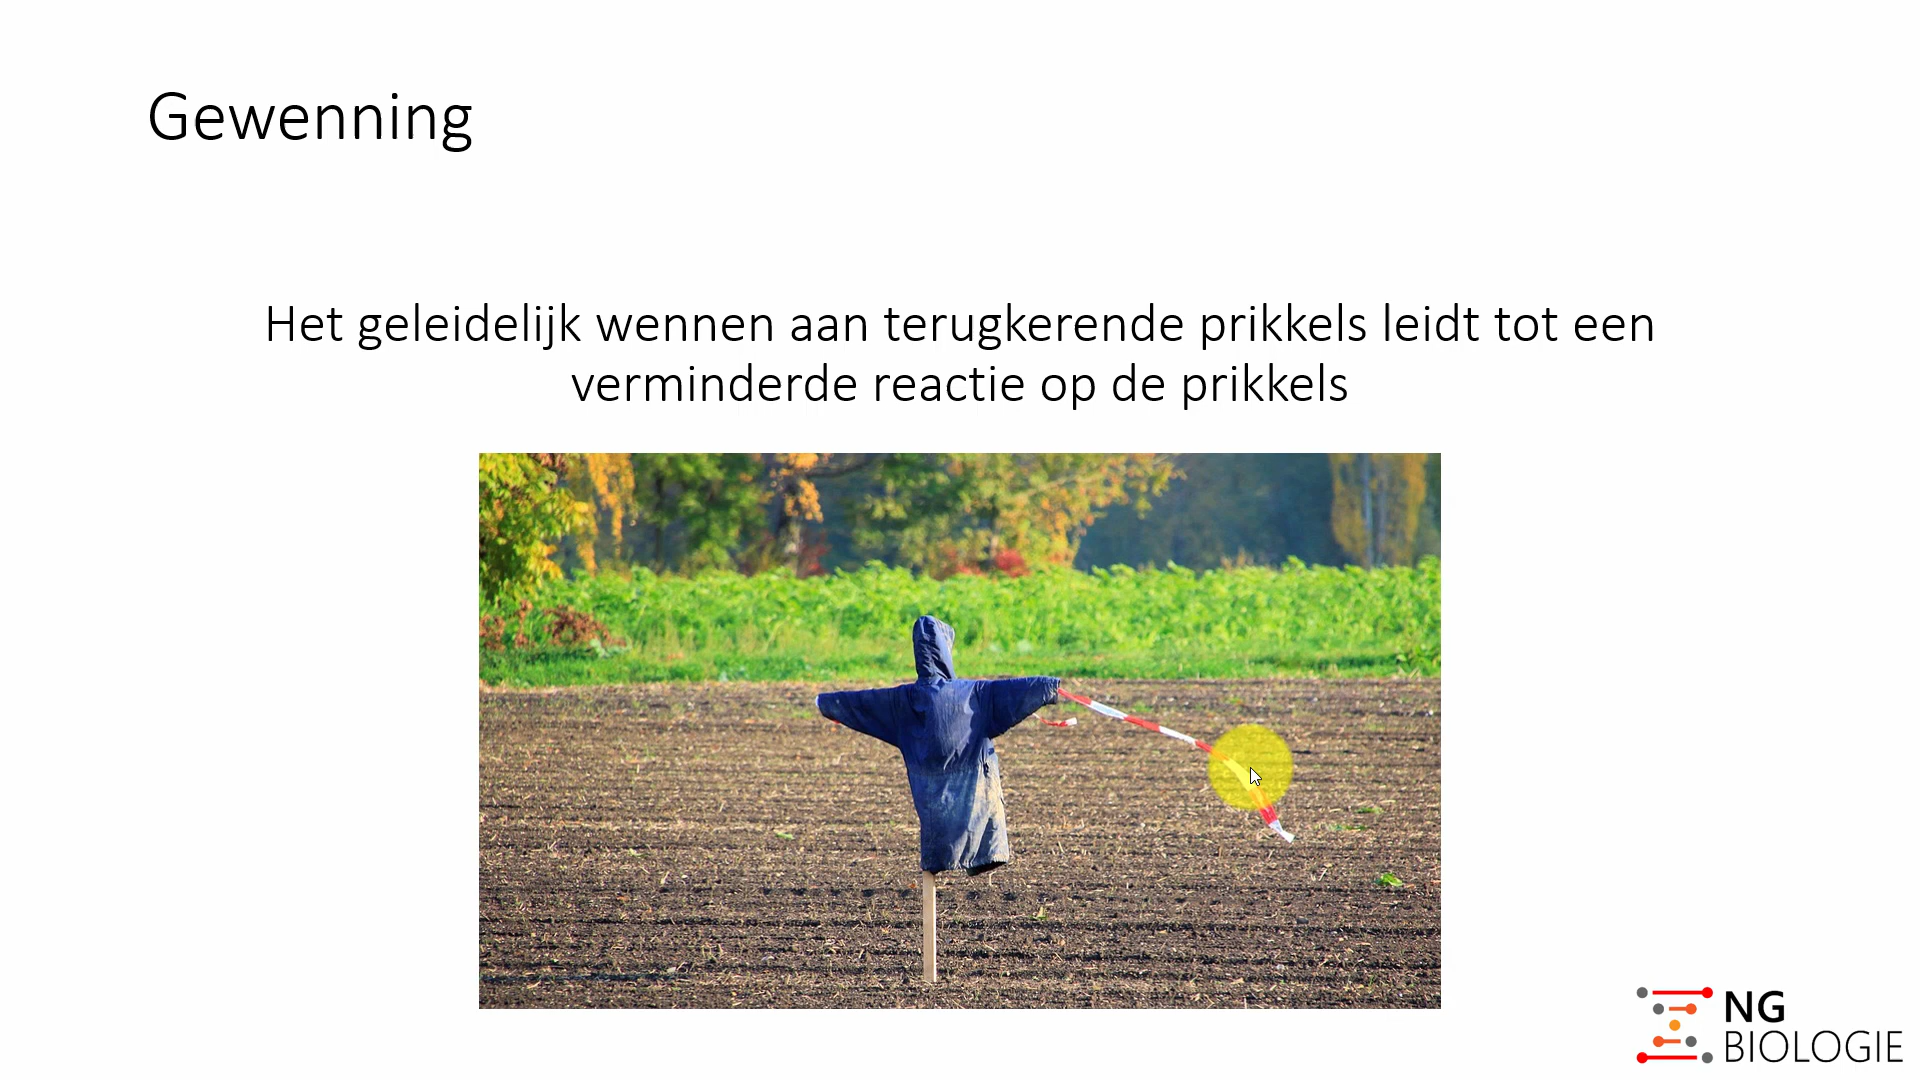 Gewenning
Het geleidelijk wennen aan terugkerende prikkels leidt tot een
verminderde reactie op de prikkels
NG
BIOLOGIE